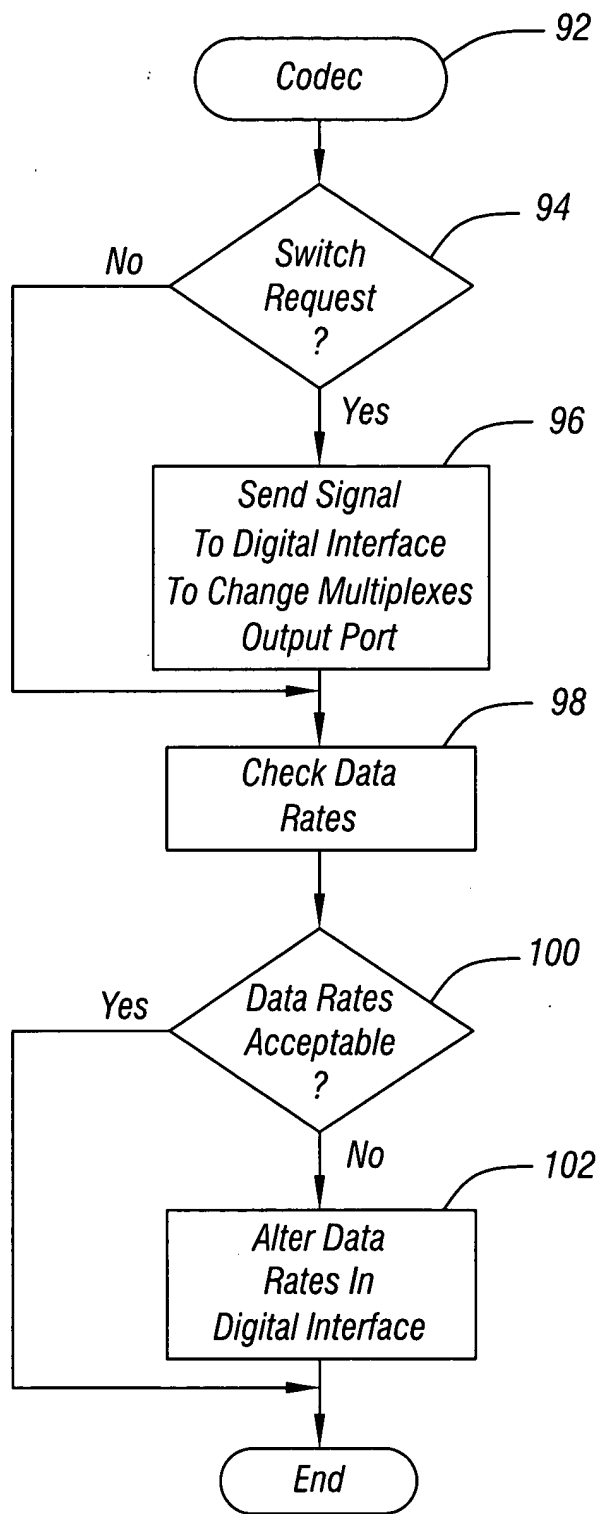 92
Codec
94
No
Switch
Request
?
Yes
96
Send Signal
To Digital Interface
To Change Multiplexes
Output Port
98
Check Data
Rates
100
Yes
Data Rates
Acceptable
?
No
102
Alter Data
Rates In
Digital Interface
End